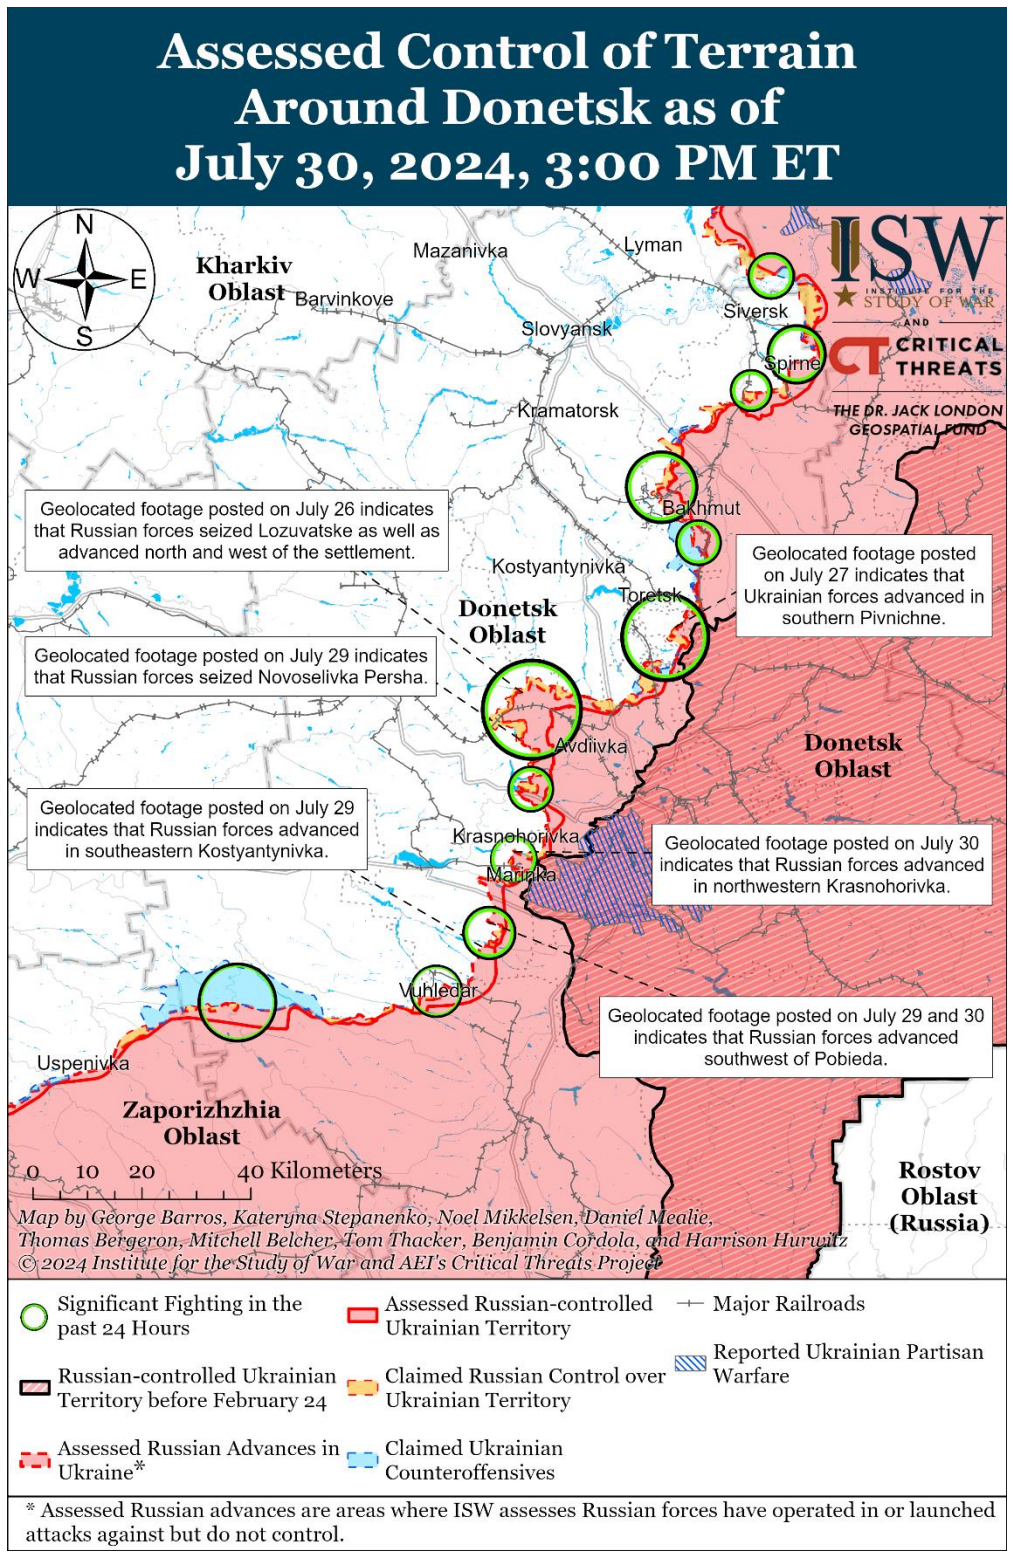 Assessed Control of Terrain
Around Donetsk as of
July 30, 2024, 3:00 PM ET
N
W
E
S
Kharkiv
Oblast
Mazanivka
Lyman
Barvinkove
Slovyansk
Siversk
Spirne
Kramatorsk
ISW
INSTITUTE FOR THE
STUDY OF WAR
AND
CT CRITICAL
THREATS
THE DR. JACK LONDON
GEOSPATIAL FUND
Geolocated footage posted on July 26 indicates
that Russian forces seized Lozuvatske as well as
advanced north and west of the settlement.
Bakhmut
Kostyantynivka
Geolocated footage posted
on July 27 indicates that
Ukrainian forces advanced in
southern Pivnichne.
Toretsk
Donetsk
Oblast
Geolocated footage posted on July 29 indicates
that Russian forces seized Novoselivka Persha.
Avdiivka
Donetsk
Oblast
Geolocated footage posted on July 29
indicates that Russian forces advanced
in southeastern Kostyantynivka.
Krasnohorivka
Marinka
Geolocated footage posted on July 30
indicates that Russian forces advanced
in northwestern Krasnohorivka.
Vuhledar
Geolocated footage posted on July 29 and 30
indicates that Russian forces advanced
southwest of Pobieda.
Uspenivka
Zaporizhzhia
Oblast
Rostov
Oblast
(Russia)
0 10 20 40 Kilometers
Map by George Barros, Kateryna Stepanenko, Noel Mikkelsen, Daniel Mealie,
Thomas Bergeron, Mitchell Belcher, Tom Thacker, Benjamin Cordola, and Harrison Hurwitz
© 2024 Institute for the Study of War and AEI's Critical Threats Project
Significant Fighting in the
past 24 Hours
Russian-controlled Ukrainian
Territory before February 24
Assessed Russian Advances in
Ukraine*
Assessed Russian-controlled
Ukrainian Territory
Claimed Russian Control over
Ukrainian Territory
Claimed Ukrainian
Counteroffensives
Major Railroads
Reported Ukrainian Partisan
Warfare
* Assessed Russian advances are areas where ISW assesses Russian forces have operated in or launched
attacks against but do not control.